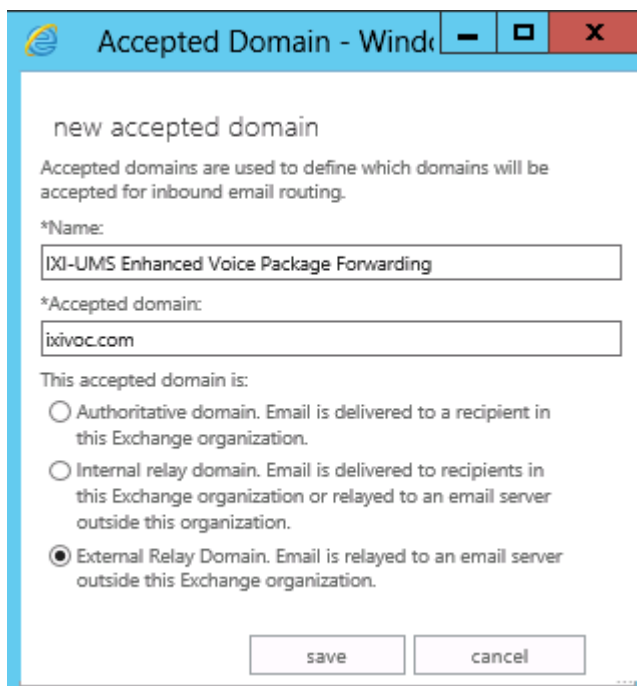 Accepted Domain - Windo
new accepted domain
Accepted domains are used to define which domains will be
accepted for inbound email routing.
*Name:
IXI-UMS Enhanced Voice Package Forwarding
*Accepted domain:
ixivoc.com
This accepted domain is:
Authoritative domain. Email is delivered to a recipient in
this Exchange organization.
Internal relay domain. Email is delivered to recipients in
this Exchange organization or relayed to an email server
outside this organization.
External Relay Domain. Email is relayed to an email server
outside this Exchange organization.
save cancel